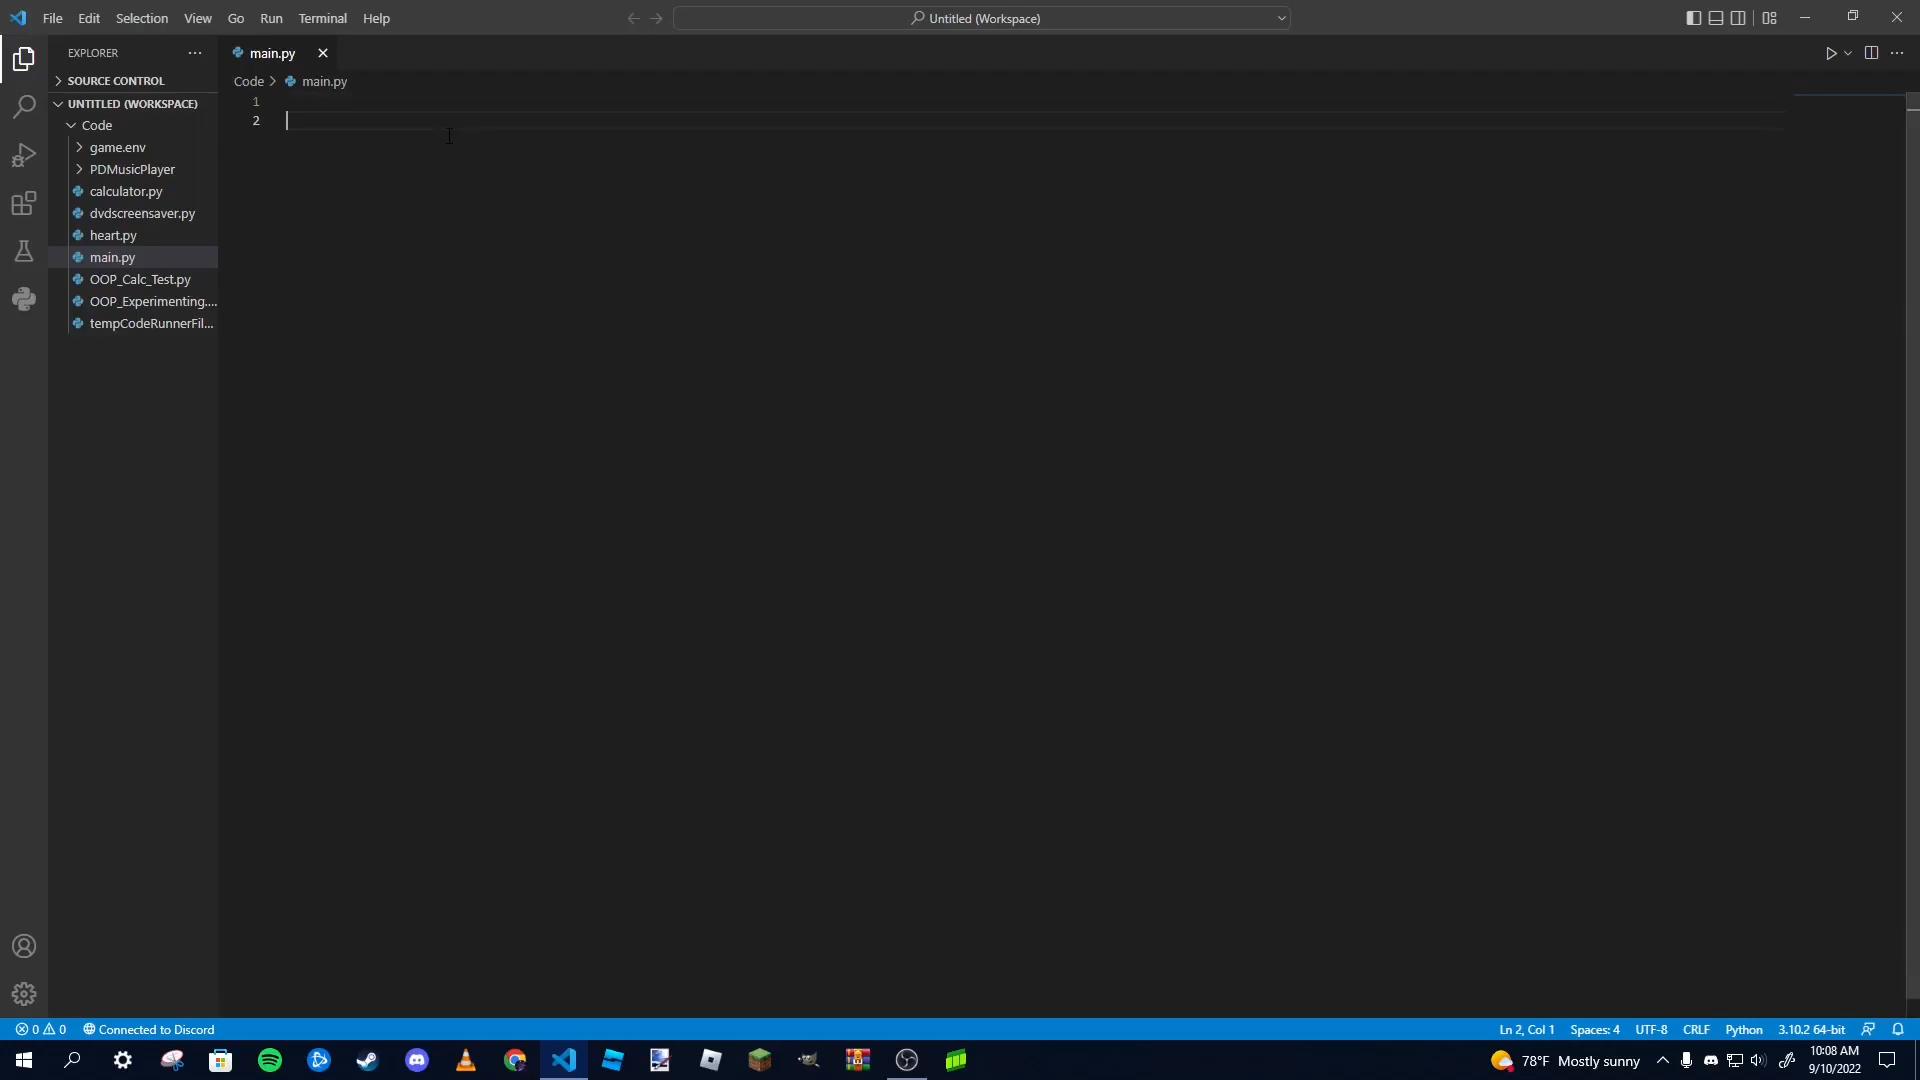 File Edit Selection View Go Run Terminal Help
Untitled (Workspace)
EXPLORER
main.py
SOURCE CONTROL
Code > main.py
UNTITLED (WORKSPACE)
1
2
Code
game.env
PDMusicPlayer
calculator.py
dvdscreensaver.py
heart.py
main.py
OOP_Calc_Test.py
OOP_Experimenting....
tempCodeRunnerFil...
0 0 Connected to Discord
Ln 2, Col 1 Spaces: 4 UTF-8 CRLF Python 3.10.2 64-bit
78°F Mostly sunny
10:08 AM
9/10/2022